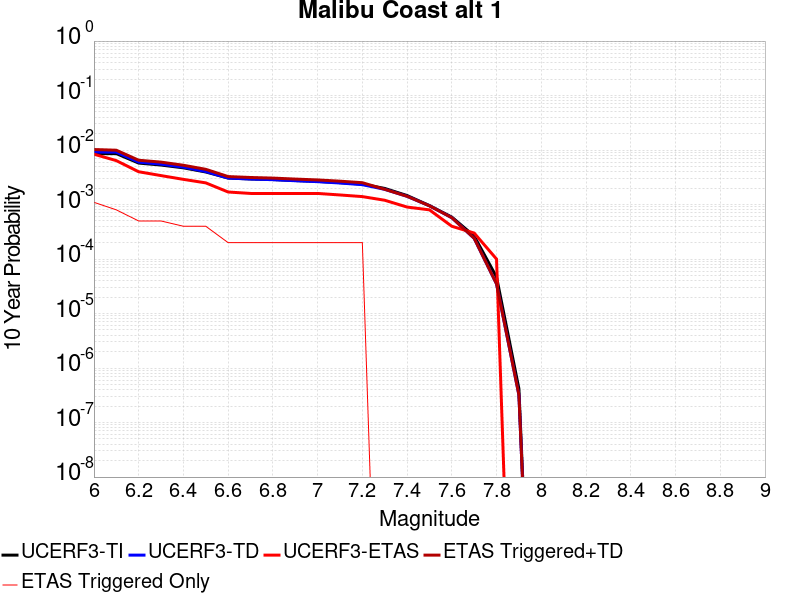 Malibu Coast alt 1
10 Year Probability
10^0
10^-1
10^-2
10^-3
10^-4
10^-5
10^-6
10^-7
10^-8
6 6.2 6.4 6.6 6.8 7 7.2 7.4 7.6 7.8 8 8.2 8.4 8.6 8.8 9
Magnitude
UCERF3-TI UCERF3-TD UCERF3-ETAS ETAS Triggered+TD
ETAS Triggered Only